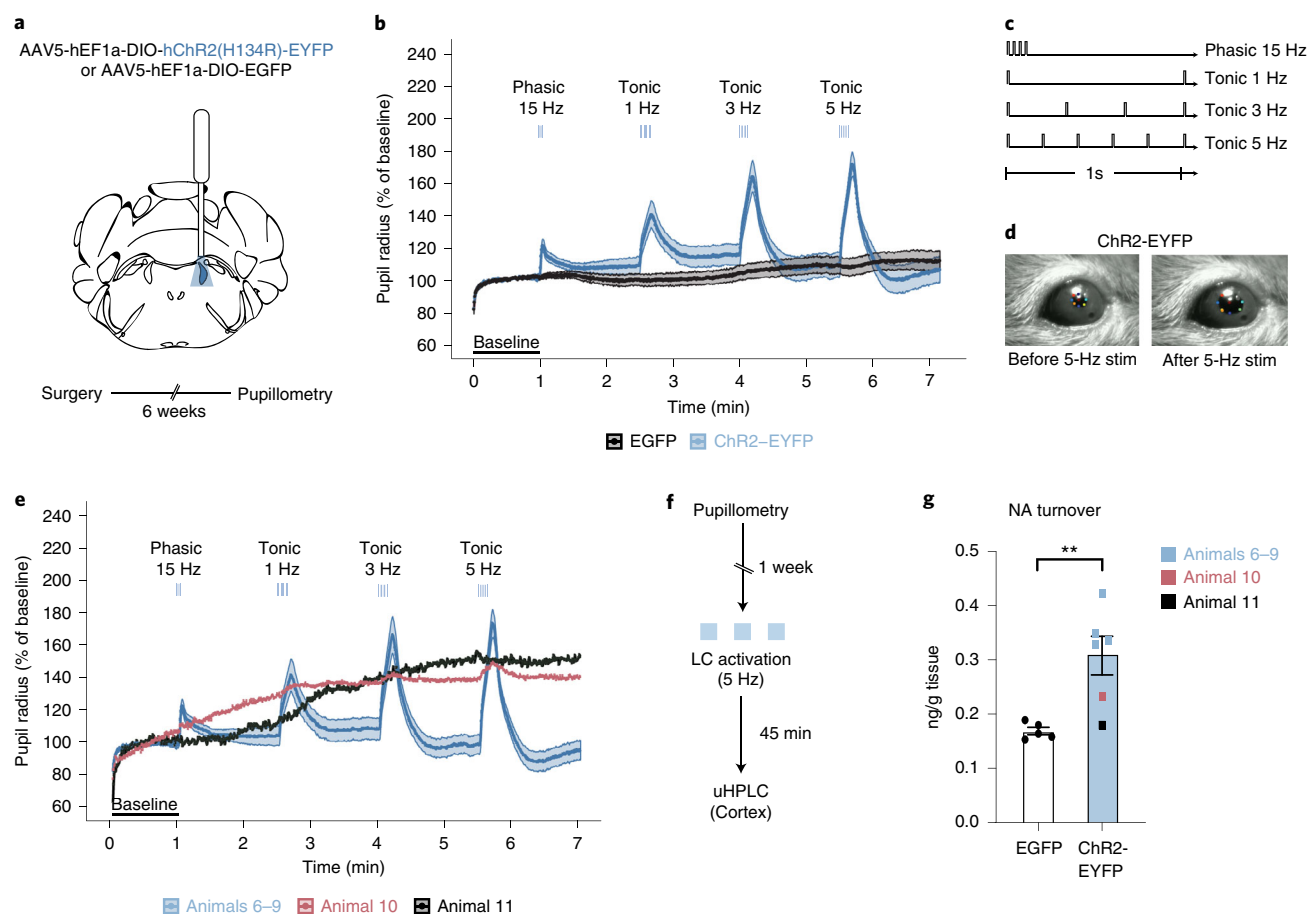 a
AAV5-hEF1a-DIO-hChR2(H134R)-EYFP
or AAV5-hEF1a-DIO-EGFP
Surgery
6 weeks
Pupillometry
b
Pupil radius (% of baseline)
240
220
200
180
160
140
120
100
80
60
Phasic
15 Hz
Tonic
1 Hz
Tonic
3 Hz
Tonic
5 Hz
Baseline
0 1 2 3 4 5 6 7
Time (min)
EGFP ChR2–EYFP
c
Phasic 15 Hz
Tonic 1 Hz
Tonic 3 Hz
Tonic 5 Hz
1s
d
ChR2-EYFP
Before 5-Hz stim
After 5-Hz stim
e
Pupil radius (% of baseline)
240
220
200
180
160
140
120
100
80
60
Phasic
15 Hz
Tonic
1 Hz
Tonic
3 Hz
Tonic
5 Hz
Baseline
0 1 2 3 4 5 6 7
Time (min)
Animals 6–9 Animal 10 Animal 11
f
Pupillometry
1 week
LC activation
(5 Hz)
45 min
uHPLC
(Cortex)
g
NA turnover
ng/g tissue
0.5
0.4
0.3
0.2
0.1
0.0
**
EGFP
ChR2-
EYFP
Animals 6–9
Animal 10
Animal 11